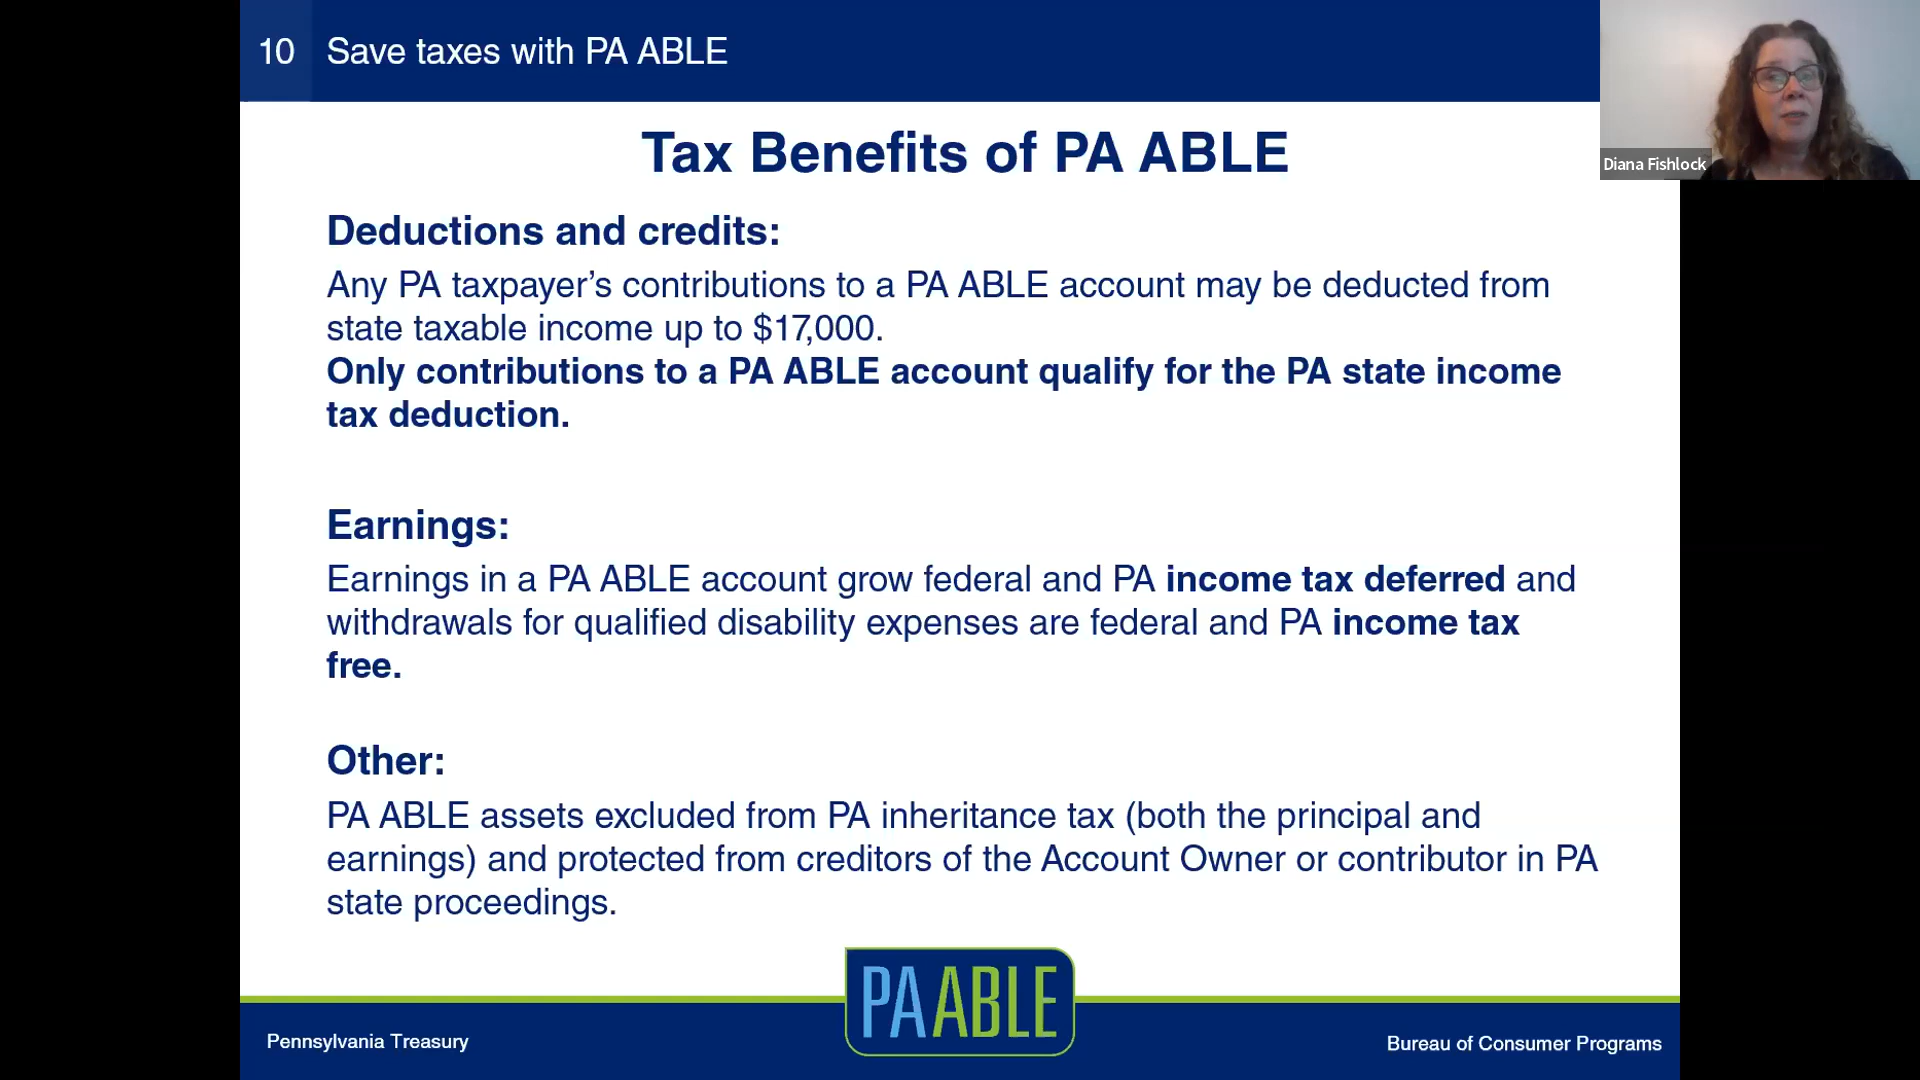 10 Save taxes with PA ABLE
Diana Fishlock
Tax Benefits of PA ABLE
Deductions and credits:
Any PA taxpayer’s contributions to a PA ABLE account may be deducted from
state taxable income up to $17,000.
Only contributions to a PA ABLE account qualify for the PA state income
tax deduction.
Earnings:
Earnings in a PA ABLE account grow federal and PA income tax deferred and
withdrawals for qualified disability expenses are federal and PA income tax
free.
Other:
PA ABLE assets excluded from PA inheritance tax (both the principal and
earnings) and protected from creditors of the Account Owner or contributor in PA
state proceedings.
PAABLE
Pennsylvania Treasury
Bureau of Consumer Programs